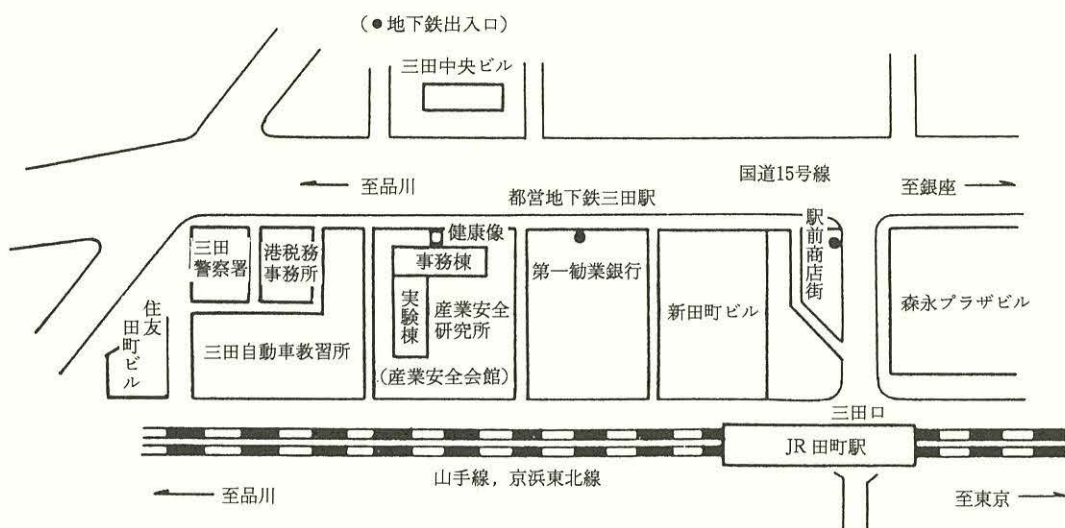 (●地下鉄出入口)
三田中央ビル
国道15号線
至品川
至銀座
都営地下鉄三田駅
駅前商店街
健康像
三田
警察署
港税務
事務所
事務棟
第一勧業銀行
実験棟
産業安全
研究所
新田町ビル
森永プラザビル
住友
田町ビル
三田自動車教習所
(産業安全会館)
三田口
JR田町駅
山手線,京浜東北線
至品川
至東京